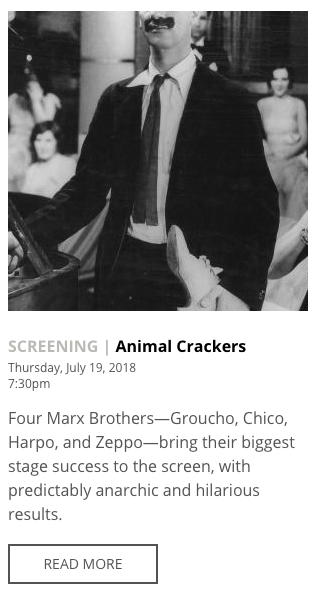 SCREENING | Animal Crackers
Thursday, July 19, 2018
7:30pm
Four Marx Brothers—Groucho, Chico,
Harpo, and Zeppo—bring their biggest
stage success to the screen, with
predictably anarchic and hilarious
results.
READ MORE